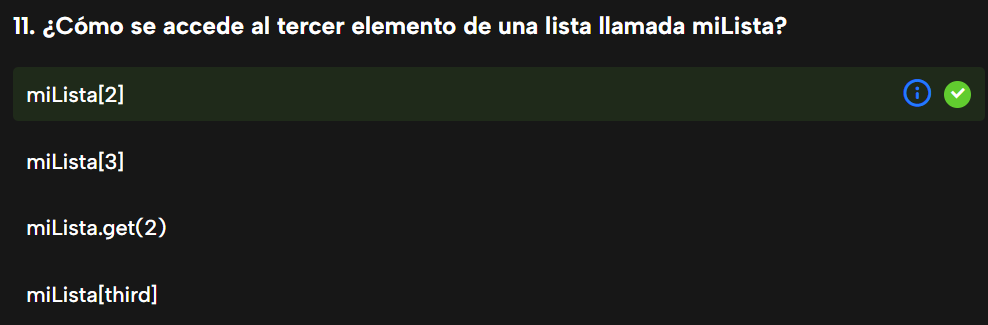 11. ¿Cómo se accede al tercer elemento de una lista llamada miLista?
miLista[2]
miLista[3]
miLista.get(2)
miLista[third]